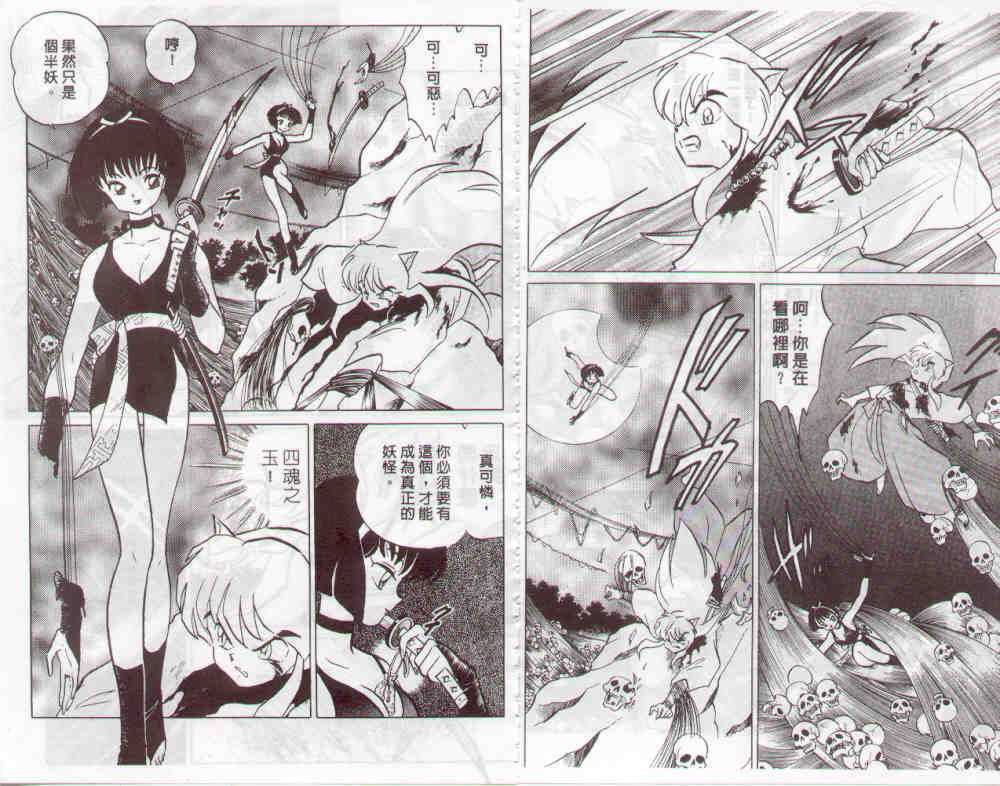 呵…你是在
看哪裡啊?
可…
可…可惡…
哼!
果然只是
個半妖。
真可憐,
你必須要有
這個,才能
成為真正的
妖怪。
四魂之
玉!